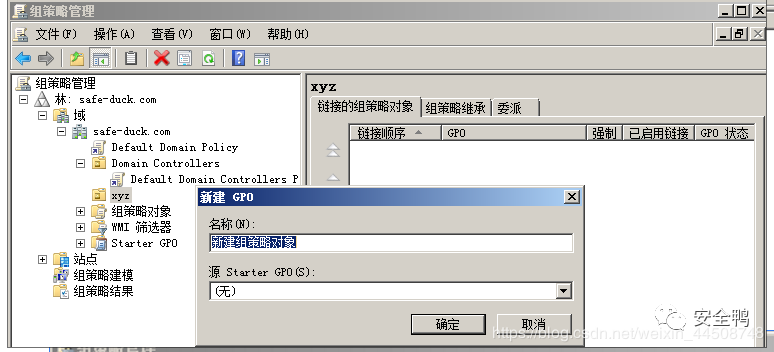 组策略管理
文件(F) 操作(A) 查看(V) 窗口(W) 帮助(H)
组策略管理
林: safe-duck.com
域
safe-duck.com
Default Domain Policy
Domain Controllers
Default Domain Controllers P
xyz
组策略对象
WMI 筛选器
Starter GPO
站点
组策略建模
组策略结果
xyz
链接的组策略对象 组策略继承 委派
链接顺序 GPO 强制 已启用链接 GPO 状态
新建 GPO
名称(N):
新建组策略对象
源 Starter GPO(S):
(无)
确定 取消
安全鸭
https://blog.csdn.net/weixin_44508748